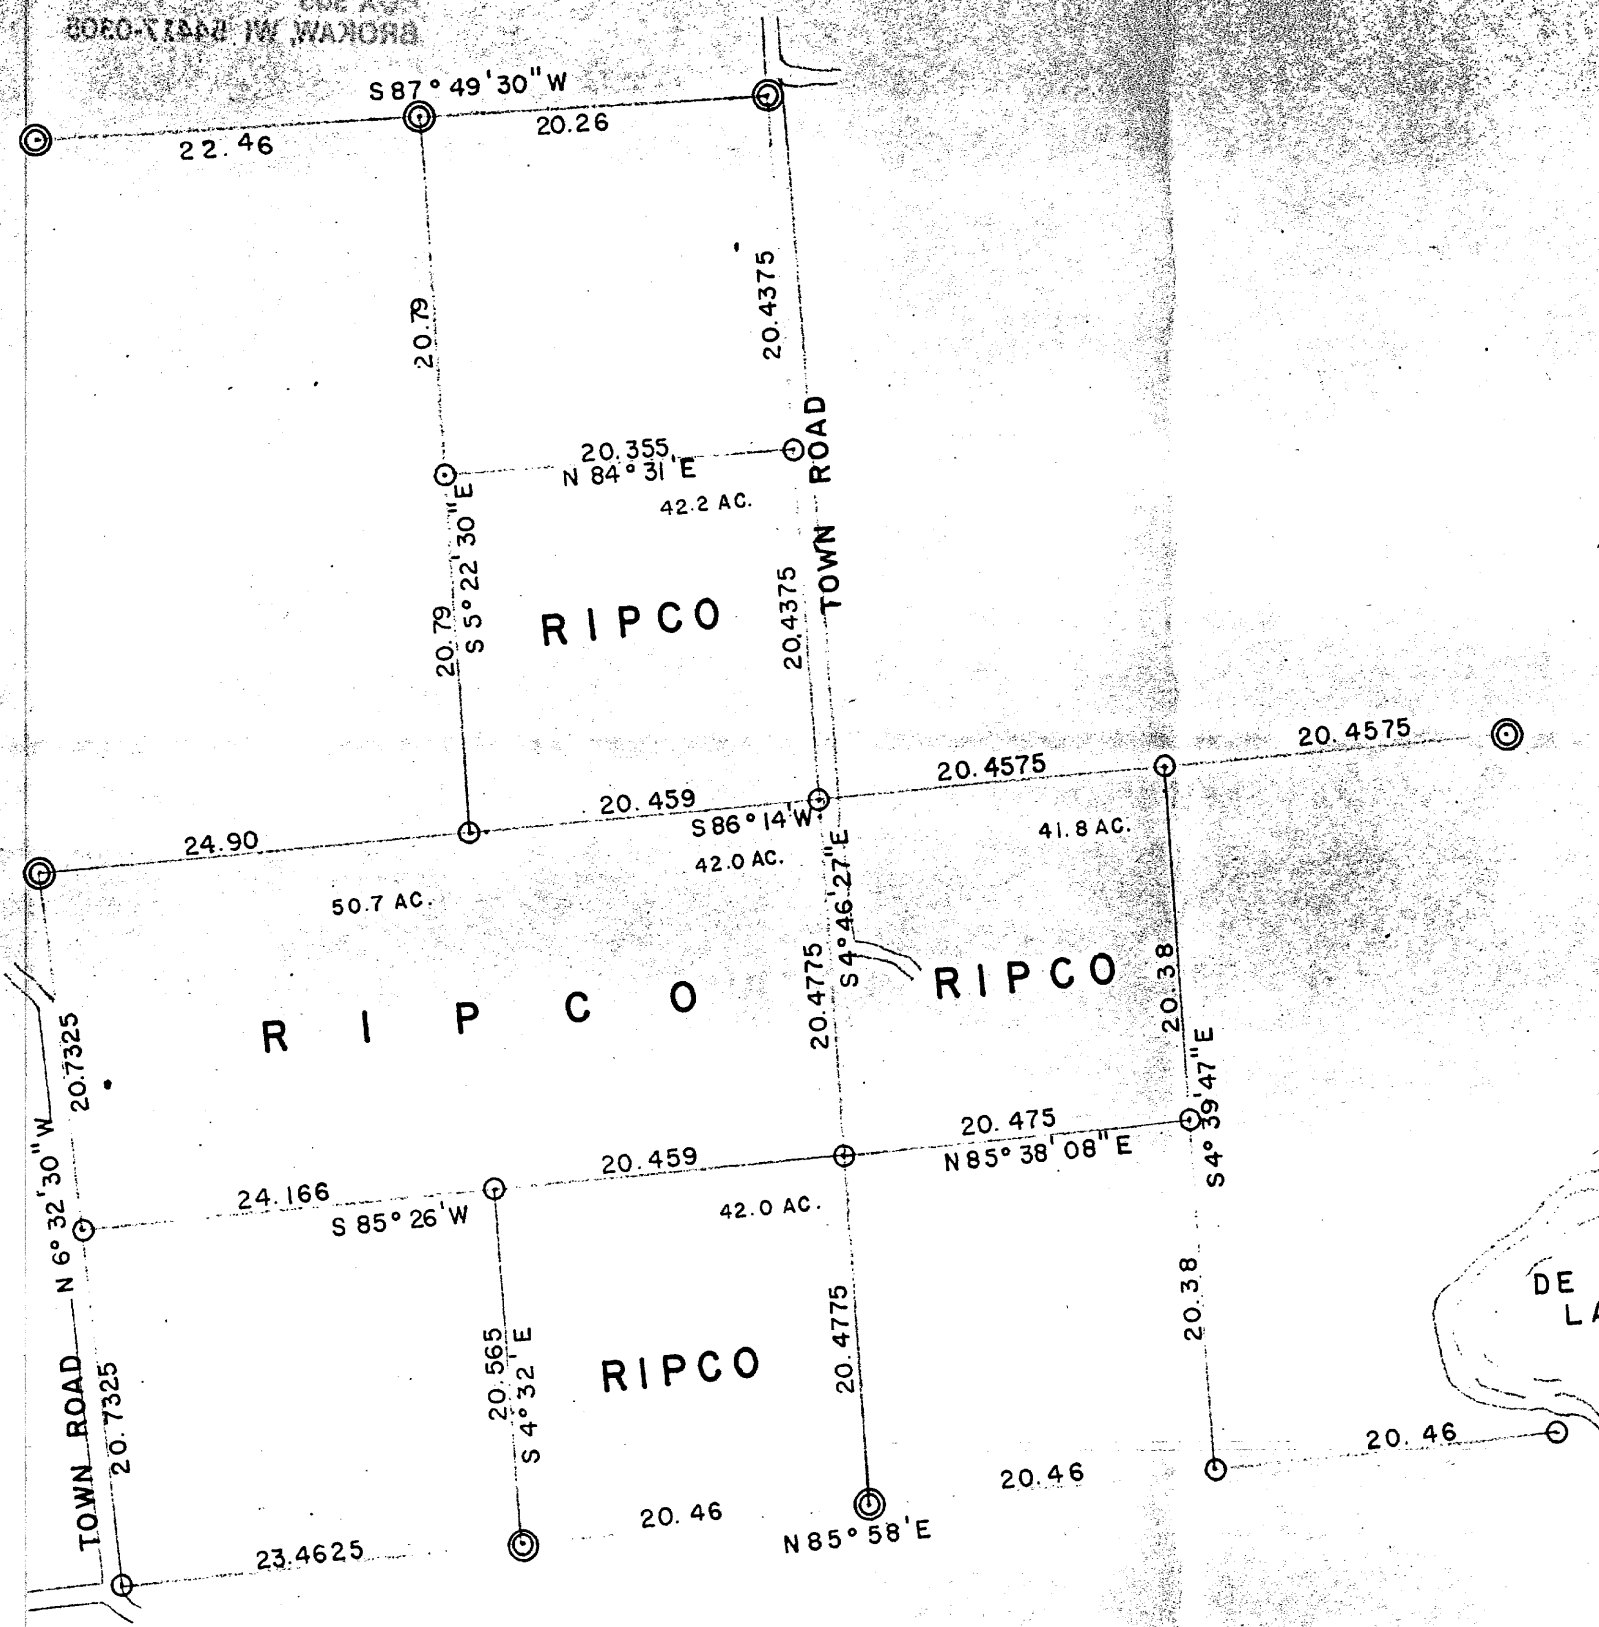 BOX 305
BROKAW, WI 54417-0305
S 87° 49' 30" W
22.46
20.26
20.79
20.4375
TOWN ROAD
20.355
N 84° 31' E
42.2 AC.
S 5° 22' 30" E
20.79
20.4375
RIPCO
20.4575
20.4575
20.459
S 86° 14' W
24.90
41.8 AC.
42.0 AC.
50.7 AC.
S 4° 46' 27" E
20.4775
20.38
RIPCO
RIPCO
20.7325
S 4° 39' 47" E
20.475
N 85° 38' 08" E
20.459
24.166
S 85° 26' W
42.0 AC.
N 6° 32' 30" W
20.38
DE
LA
20.4775
20.565
S 4° 32' E
RIPCO
TOWN ROAD
20.7325
20.46
20.46
20.46
N 85° 58' E
23.4625